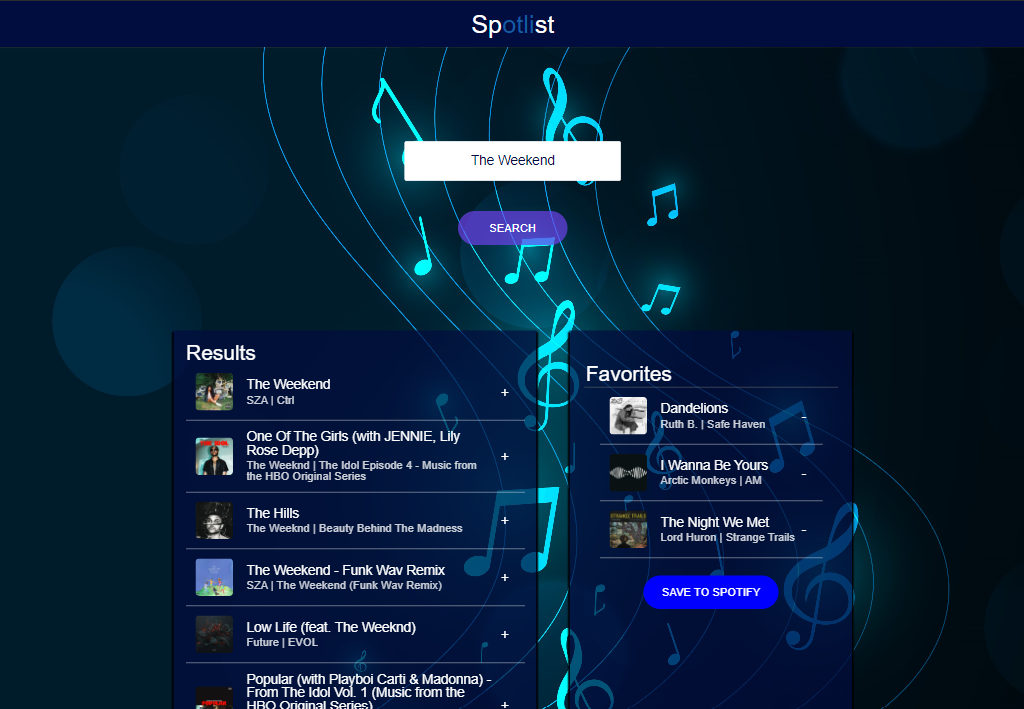 Spotlist
The Weekend
SEARCH
Results
The Weekend
SZA | Ctrl
+
One Of The Girls (with JENNIE, Lily
Rose Depp)
The Weeknd | The Idol Episode 4 - Music from
the HBO Original Series
+
The Hills
The Weeknd | Beauty Behind The Madness
+
The Weekend - Funk Wav Remix
SZA | The Weekend (Funk Wav Remix)
+
Low Life (feat. The Weeknd)
Future | EVOL
+
Popular (with Playboi Carti & Madonna) -
From The Idol Vol. 1 (Music from the
HBO Original Series)
+
Favorites
Dandelions
Ruth B. | Safe Haven
-
I Wanna Be Yours
Arctic Monkeys | AM
-
STRANGE TRAILS
The Night We Met
Lord Huron | Strange Trails
-
SAVE TO SPOTIFY